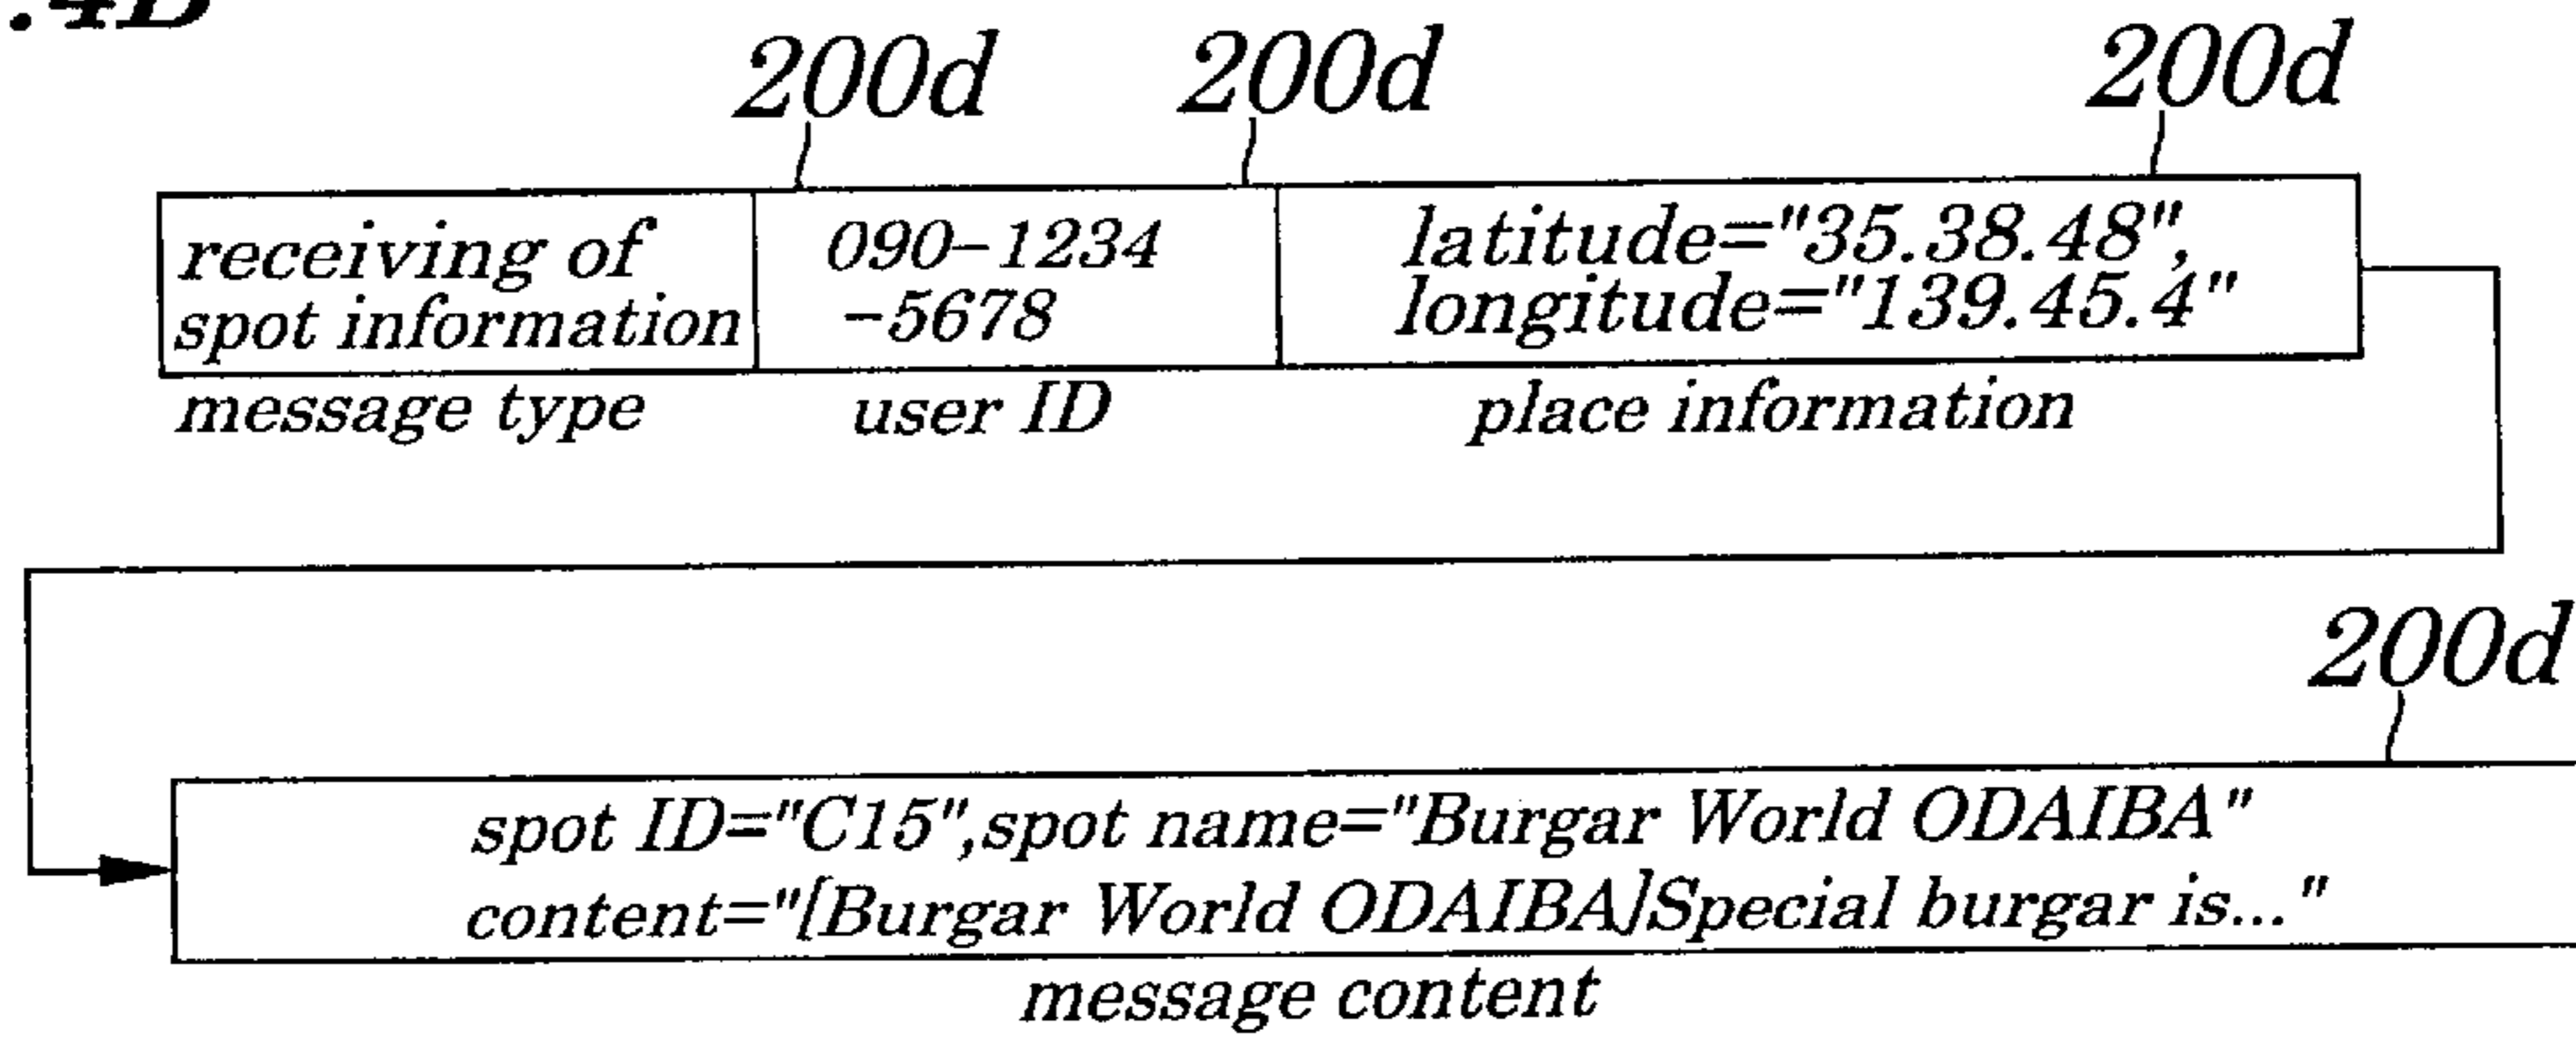 .4D
200d 200d 200d
receiving of
spot information
090-1234
-5678
latitude="35.38.48",
longitude="139.45.4"
message type
user ID
place information
200d
spot ID="C15",spot name="Burgar World ODAIBA"
content="[Burgar World ODAIBA]Special burgar is..."
message content